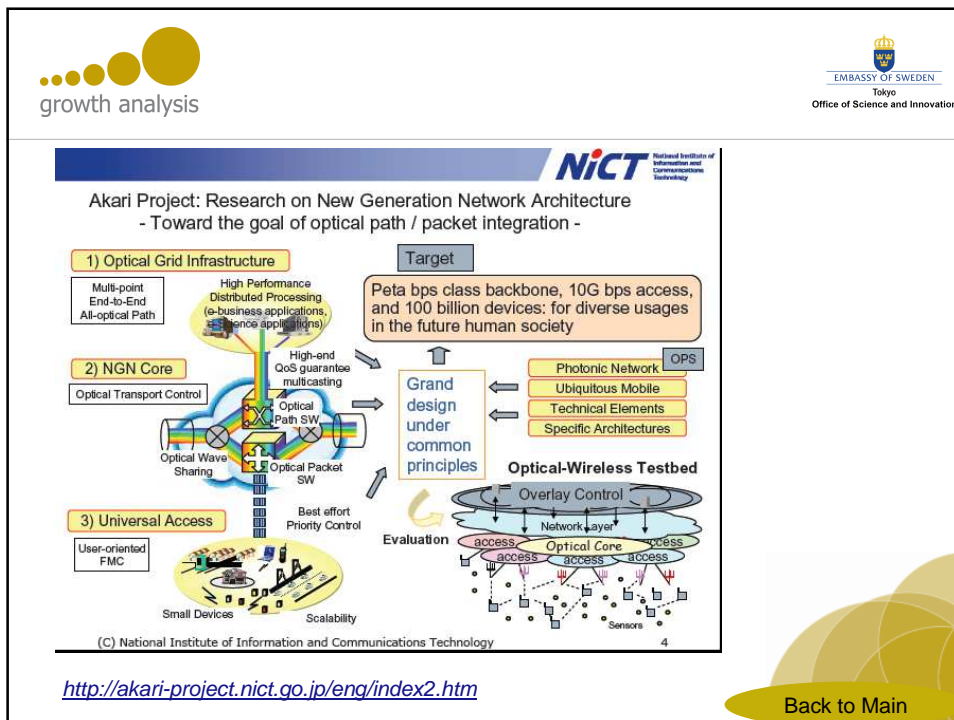 growth analysis
EMBASSY OF SWEDEN
Tokyo
Office of Science and Innovation
NiCT
National Institute of
Information and
Communications
Technology
Akari Project: Research on New Generation Network Architecture
- Toward the goal of optical path / packet integration -
1) Optical Grid Infrastructure
Multi-point
End-to-End
All-optical Path
High Performance
Distributed Processing
(e-business applications,
e-science applications)
Target
Peta bps class backbone, 10G bps access,
and 100 billion devices: for diverse usages
in the future human society
2) NGN Core
Optical Transport Control
High-end
QoS guarantee
multicasting
Optical
Path SW
Optical Wave
Sharing
Optical Packet
SW
Grand
design
under
common
principles
OPS
Photonic Network
Ubiquitous Mobile
Technical Elements
Specific Architectures
Optical-Wireless Testbed
Overlay Control
Network Layer
access
access
Optical Core
access
access
access
Sensors
Evaluation
3) Universal Access
User-oriented
FMC
Best effort
Priority Control
Small Devices
Scalability
(C) National Institute of Information and Communications Technology
4
http://akari-project.nict.go.jp/eng/index2.htm
Back to Main